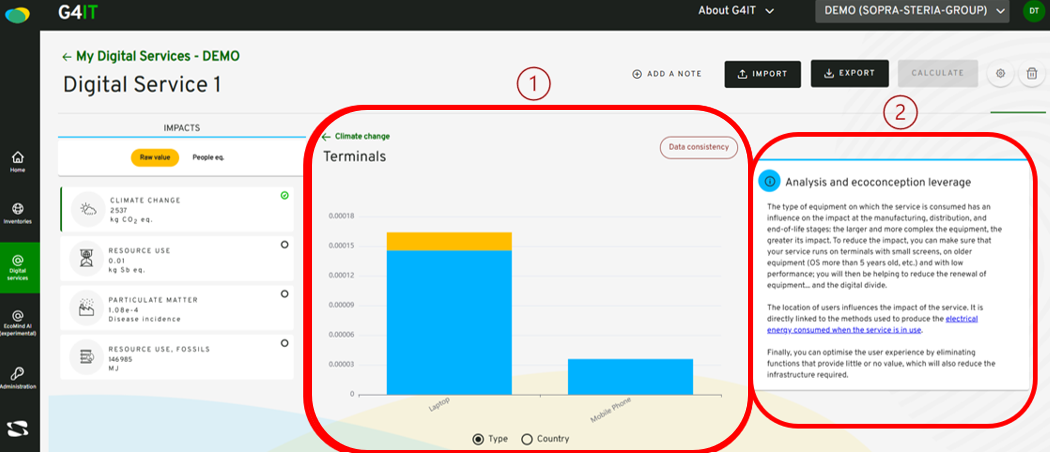 G4IT
About G4IT
DEMO (SOPRA-STERIA-GROUP)
DT
My Digital Services - DEMO
Digital Service 1
ADD A NOTE
IMPORT
EXPORT
CALCULATE
1
2
Home
Inventories
Digital
services
EcoMind AI
(experimental)
Administration
IMPACTS
Raw value
People eq.
CLIMATE CHANGE
2537
kg CO2 eq.
RESOURCE USE
0.01
kg Sb eq.
PARTICULATE MATTER
1.08e-4
Disease incidence
RESOURCE USE, FOSSILS
146985
MJ
Climate change
Terminals
Data consistency
0.00018
0.00015
0.00012
0.00009
0.00006
0.00003
0
Laptop
Mobile Phone
Type
Country
Analysis and ecoconception leverage
The type of equipment on which the service is consumed has an
influence on the impact at the manufacturing, distribution, and
end-of-life stages: the larger and more complex the equipment, the
greater its impact. To reduce the impact, you can make sure that
your service runs on terminals with small screens, on older
equipment (OS more than 5 years old, etc.) and with low
performance; you will then be helping to reduce the renewal of
equipment... and the digital divide.
The location of users influences the impact of the service. It is
directly linked to the methods used to produce the electrical
energy consumed when the service is in use.
Finally, you can optimise the user experience by eliminating
functions that provide little or no value, which will also reduce the
infrastructure required.